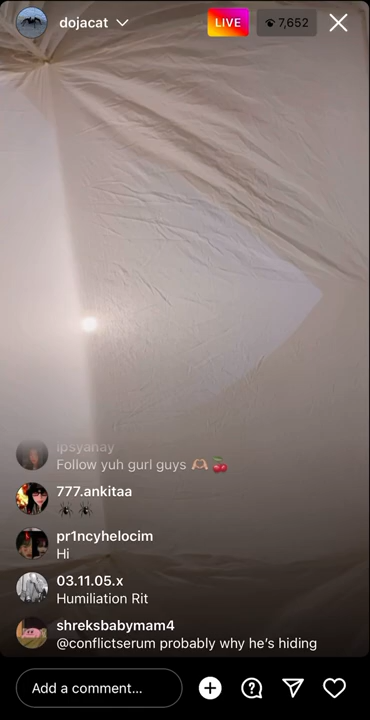 dojacat
LIVE
7,652
ipsyanay
Follow yuh gurl guys 🫶🏼🍒
777.ankitaa
🕷️ 🕷️
pr1ncyhelocim
Hi
03.11.05.x
Humiliation Rit
shreksbabymam4
@conflictserum probably why he's hiding
Add a comment...